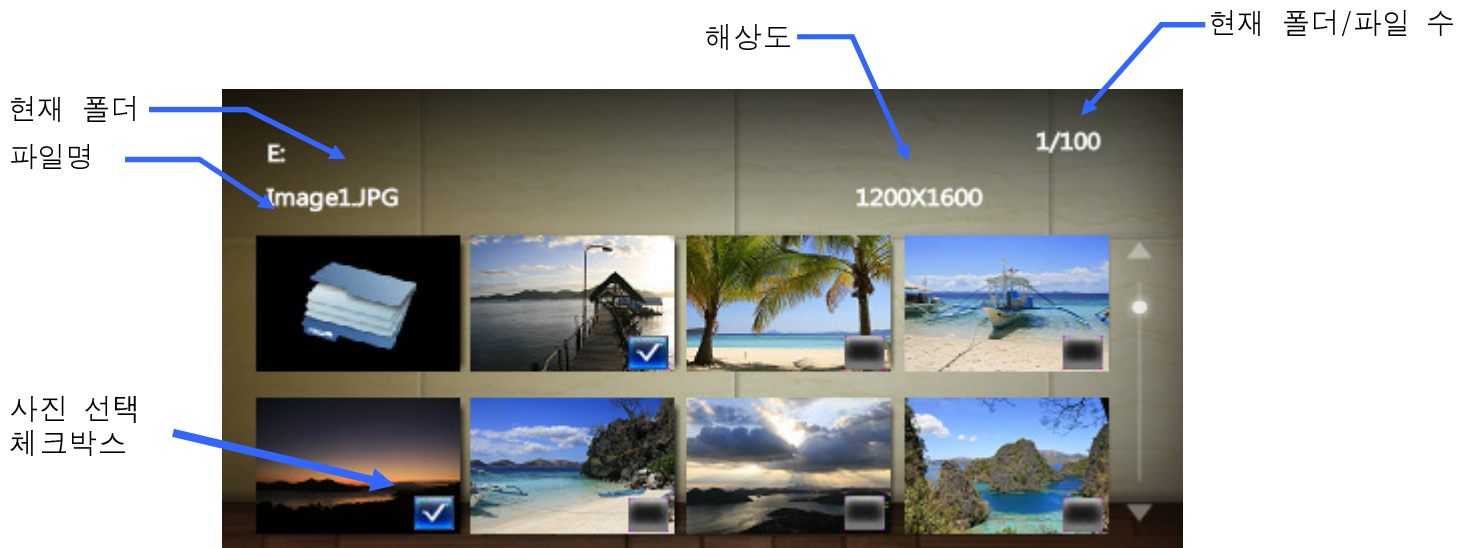 현재 폴더/파일 수
해상도
현재 폴더
파일명
1/100
E:
Image1.JPG
1200X1600
사진 선택
체크박스